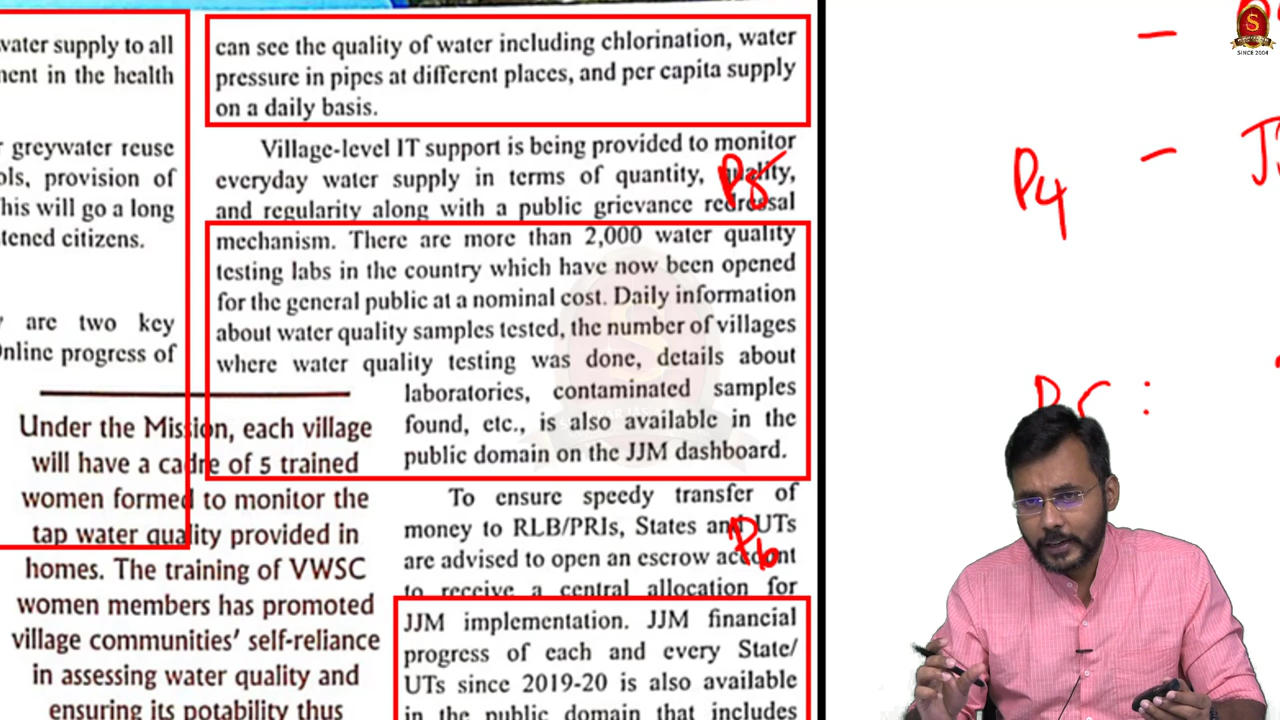 water supply to all
ment in the health
r greywater reuse
ols, provision of
This will go a long
tened citizens.
are two key
Online progress of
Under the Mission, each village
will have a cadre of 5 trained
women formed to monitor the
tap water quality provided in
homes. The training of VWSC
women members has promoted
village communities' self-reliance
in assessing water quality and
ensuring its potability thus
can see the quality of water including chlorination, water
pressure in pipes at different places, and per capita supply
on a daily basis.
Village-level IT support is being provided to monitor
everyday water supply in terms of quantity, quality,
and regularity along with a public grievance redressal
mechanism. There are more than 2,000 water quality
testing labs in the country which have now been opened
for the general public at a nominal cost. Daily information
about water quality samples tested, the number of villages
where water quality testing was done, details about
laboratories, contaminated samples
found, etc., is also available in the
public domain on the JJM dashboard.
To ensure speedy transfer of
money to RLB/PRIs, States and UTs
are advised to open an escrow account
to receive a central allocation for
JJM implementation. JJM financial
progress of each and every State/
UTs since 2019-20 is also available
in the public domain that includes
P5
P6
P4 –
SINCE 2004